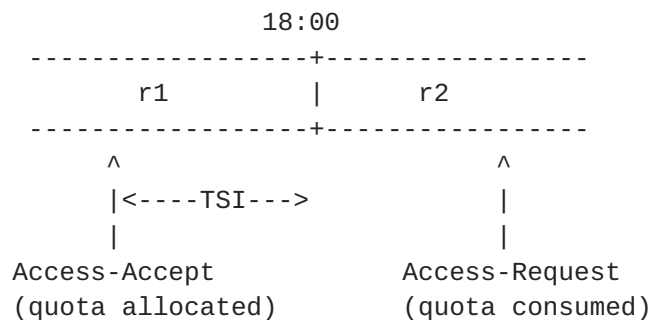 18:00
 ------------------+-----------------
        r1         |      r2
 ------------------+-----------------
      ^                        ^
      |<----TSI--->            |
      |                        |
Access-Accept            Access-Request
(quota allocated)        (quota consumed)